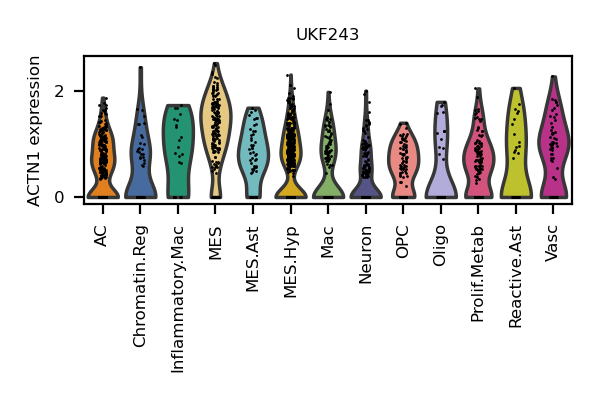 UKF243
ACTN1 expression
2
0
AC
Chromatin.Reg
Inflammatory.Mac
MES
MES.Ast
MES.Hyp
Mac
Neuron
OPC
Oligo
Prolif.Metab
Reactive.Ast
Vasc